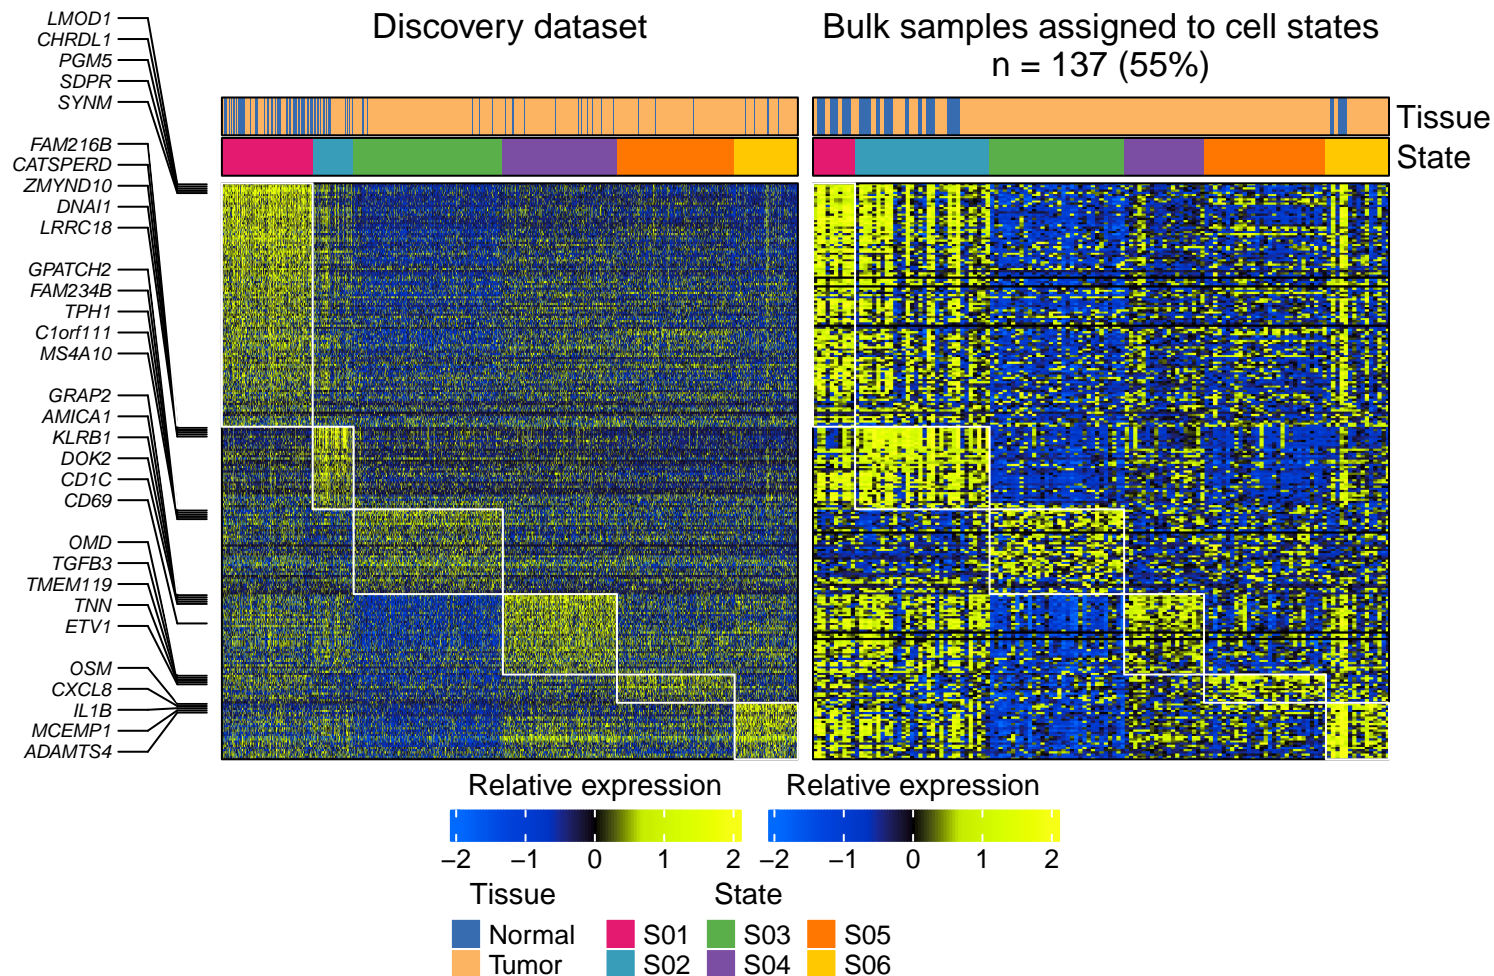 Discovery dataset
Bulk samples assigned to cell states
n = 137 (55%)
LMOD1
CHRDL1
PGM5
SDPR
SYNM
FAM216B
CATSPERD
ZMYND10
DNAI1
LRRC18
GPATCH2
FAM234B
TPH1
C1orf111
MS4A10
GRAP2
AMICA1
KLRB1
DOK2
CD1C
CD69
OMD
TGFB3
TMEM119
TNN
ETV1
OSM
CXCL8
IL1B
MCEMP1
ADAMTS4
Tissue
State
Relative expression
−2 −1 0 1 2
Relative expression
−2 −1 0 1 2
Tissue
Normal
Tumor
State
S01 S03 S05
S02 S04 S06